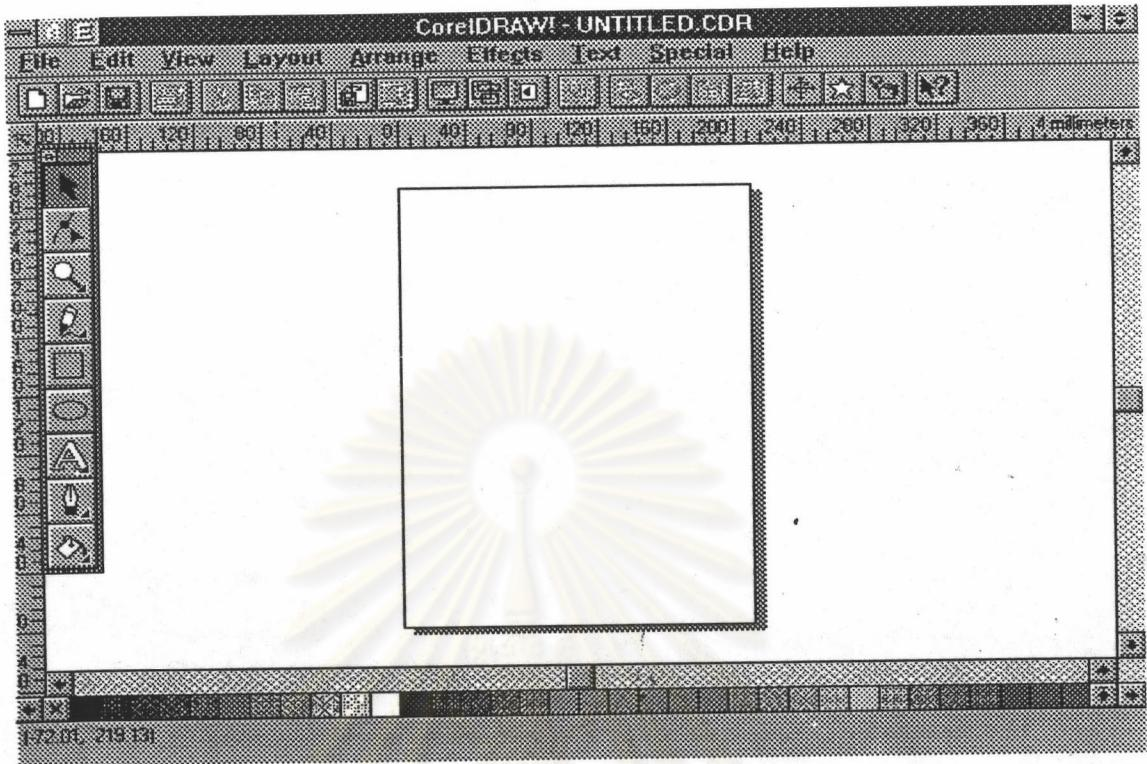 CorelDRAW! - UNTITLED.CDR
File Edit View Layout Arrange Effects Text Special Help
160 120 80 40 0 40 80 120 160 200 240 280 320 360 millimeters
(-72.01, 219.13)